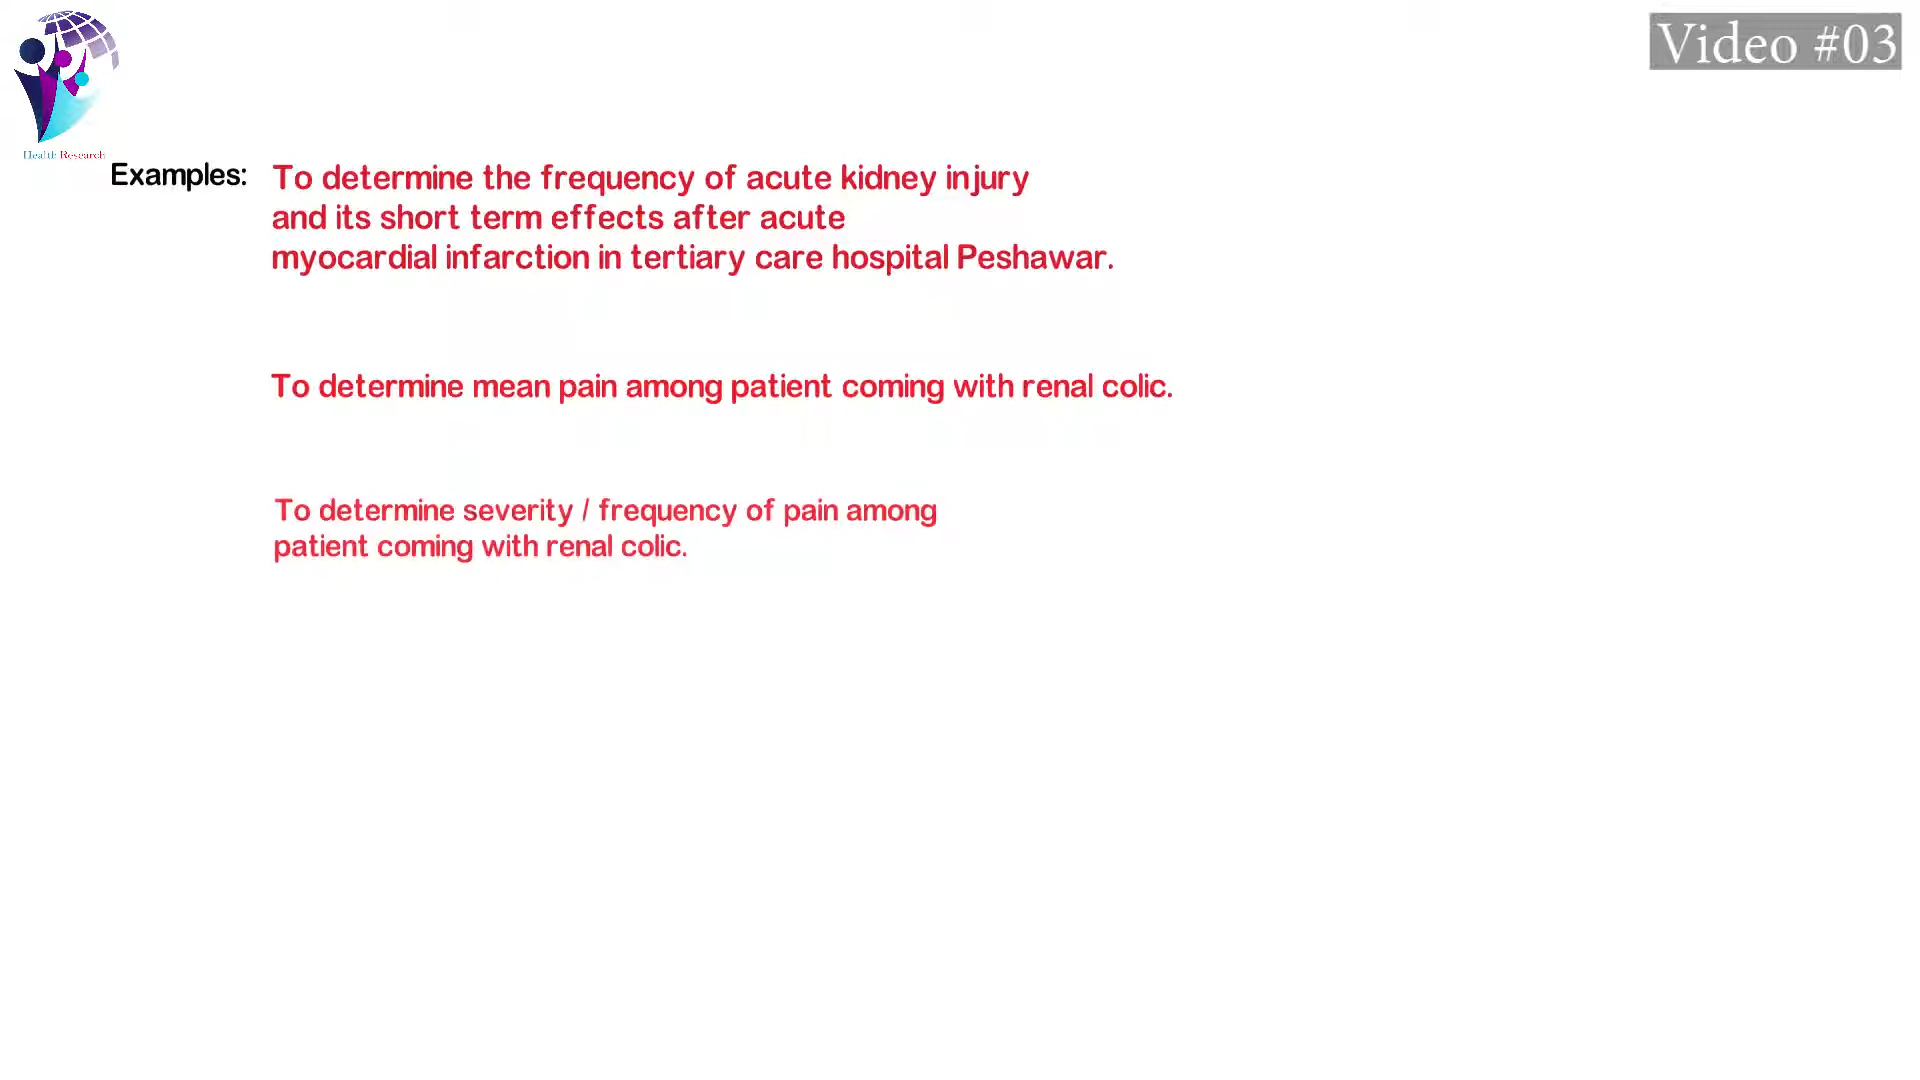 Video #03
Health Research
Examples:
To determine the frequency of acute kidney injury
and its short term effects after acute
myocardial infarction in tertiary care hospital Peshawar.
To determine mean pain among patient coming with renal colic.
To determine severity / frequency of pain among
patient coming with renal colic.